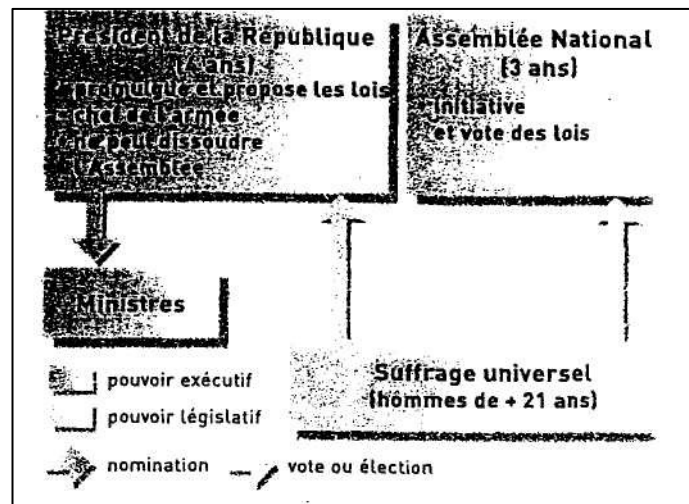 Président de la République
(4 ans)
- promulgue et propose les lois
- chef de l'armée
- ne peut dissoudre
l'Assemblée
Assemblée National
(3 ans)
- initiative
et vote des lois
Ministres
Suffrage universel
(hommes de + 21 ans)
pouvoir exécutif
pouvoir législatif
nomination
vote ou élection